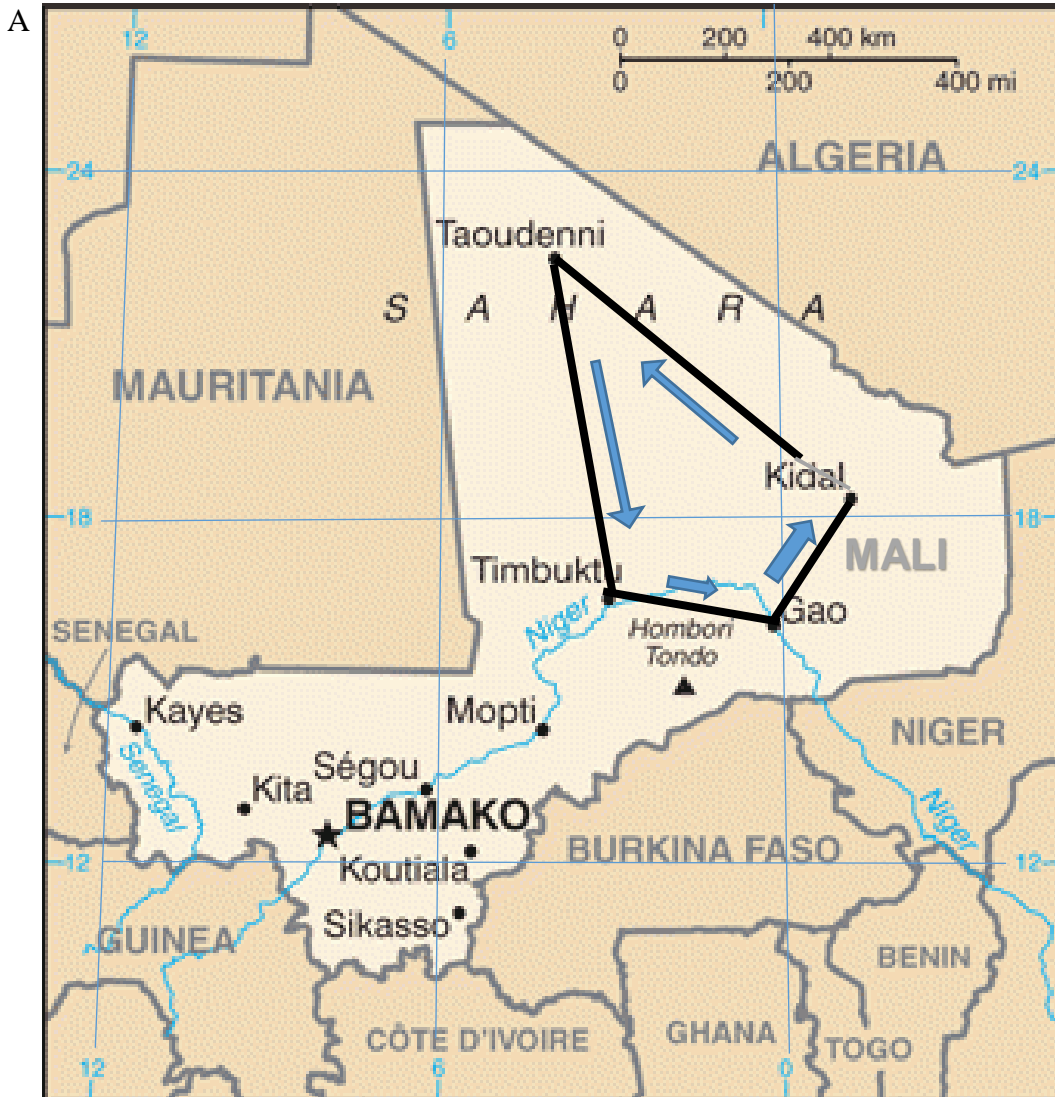 A
12
6
0 200 400 km
0 200 400 mi
ALGERIA
24
24
Taoudenni
S A H A R A
MAURITANIA
Kidal
18
18
MALI
Timbuktu
Niger
Gao
Hombori
Tondo
SENEGAL
Kayes
Mopti
NIGER
Senegal
Ségou
Kita
BAMAKO
Niger
BURKINA FASO
12
12
Koutiala
Sikasso
GUINEA
BENIN
CÔTE D'IVOIRE
GHANA
TOGO
12
6
0